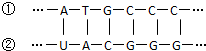 ① … A T G C C C …
② … U A C G G G …